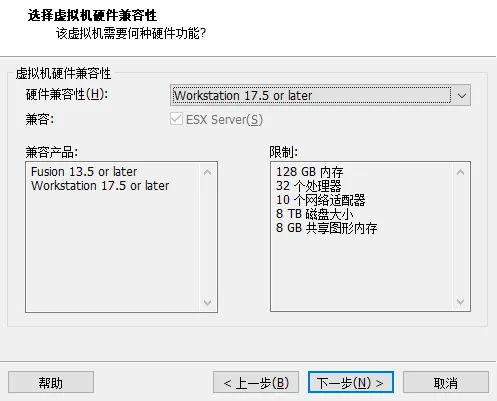 选择虚拟机硬件兼容性
该虚拟机需要何种硬件功能?
虚拟机硬件兼容性
硬件兼容性(H):
Workstation 17.5 or later
兼容:
ESX Server(S)
兼容产品:
Fusion 13.5 or later
Workstation 17.5 or later
限制:
128 GB 内存
32 个处理器
10 个网络适配器
8 TB 磁盘大小
8 GB 共享图形内存
帮助
< 上一步(B)
下一步(N) >
取消